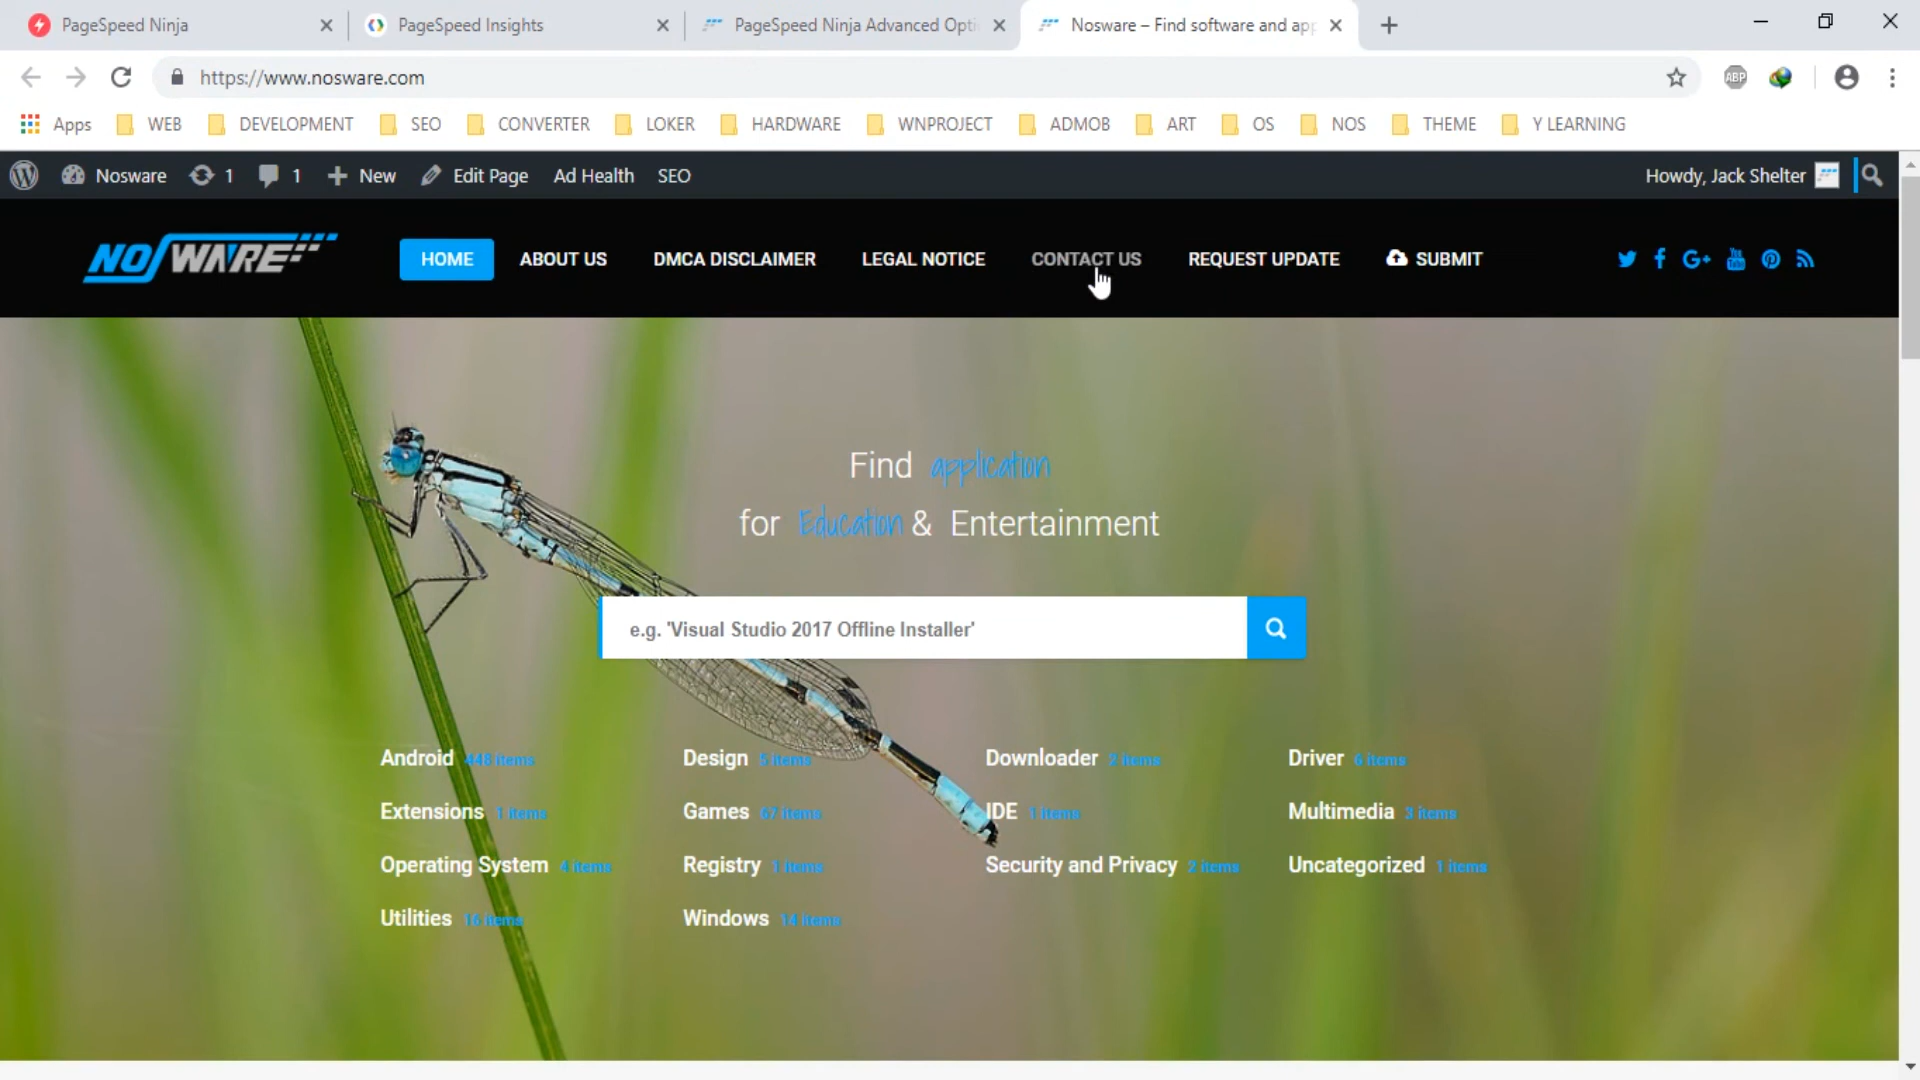 PageSpeed Ninja
PageSpeed Insights
PageSpeed Ninja Advanced Opti
Nosware – Find software and app
https://www.nosware.com
ABP
Apps WEB DEVELOPMENT SEO CONVERTER LOKER HARDWARE WNPROJECT ADMOB ART OS NOS THEME Y LEARNING
Nosware 1 1 New Edit Page Ad Health SEO Howdy, Jack Shelter
NOSWARE HOME ABOUT US DMCA DISCLAIMER LEGAL NOTICE CONTACT US REQUEST UPDATE SUBMIT
Find application
for Education & Entertainment
e.g. 'Visual Studio 2017 Offline Installer'
Android 448 items Design 5 items Downloader 2 items Driver 6 items
Extensions 1 items Games 67 items IDE 1 items Multimedia 3 items
Operating System 4 items Registry 1 items Security and Privacy 2 items Uncategorized 1 items
Utilities 16 items Windows 14 items